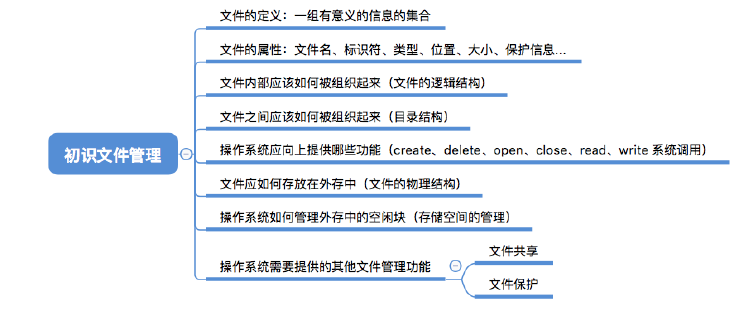 文件的定义：一组有意义的信息的集合
文件的属性：文件名、标识符、类型、位置、大小、保护信息...
文件内部应该如何被组织起来（文件的逻辑结构）
文件之间应该如何被组织起来（目录结构）
初识文件管理
操作系统应向上提供哪些功能（create、delete、open、close、read、write 系统调用）
文件应如何存放在外存中（文件的物理结构）
操作系统如何管理外存中的空闲块（存储空间的管理）
操作系统需要提供的其他文件管理功能
文件共享
文件保护